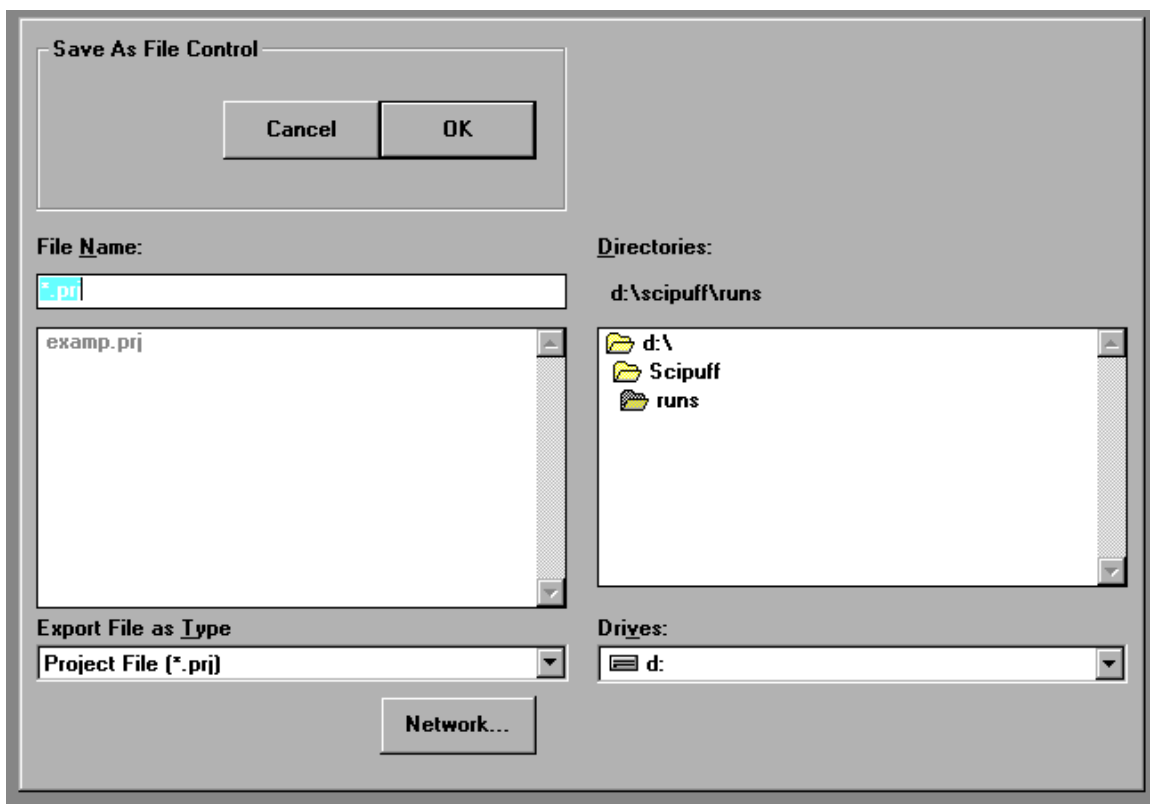 Save As File Control
Cancel
OK
File Name:
*.prj
examp.prj
Export File as Type
Project File (*.prj)
Network...
Directories:
d:\scipuff\runs
d:\
Scipuff
runs
Drives:
d: